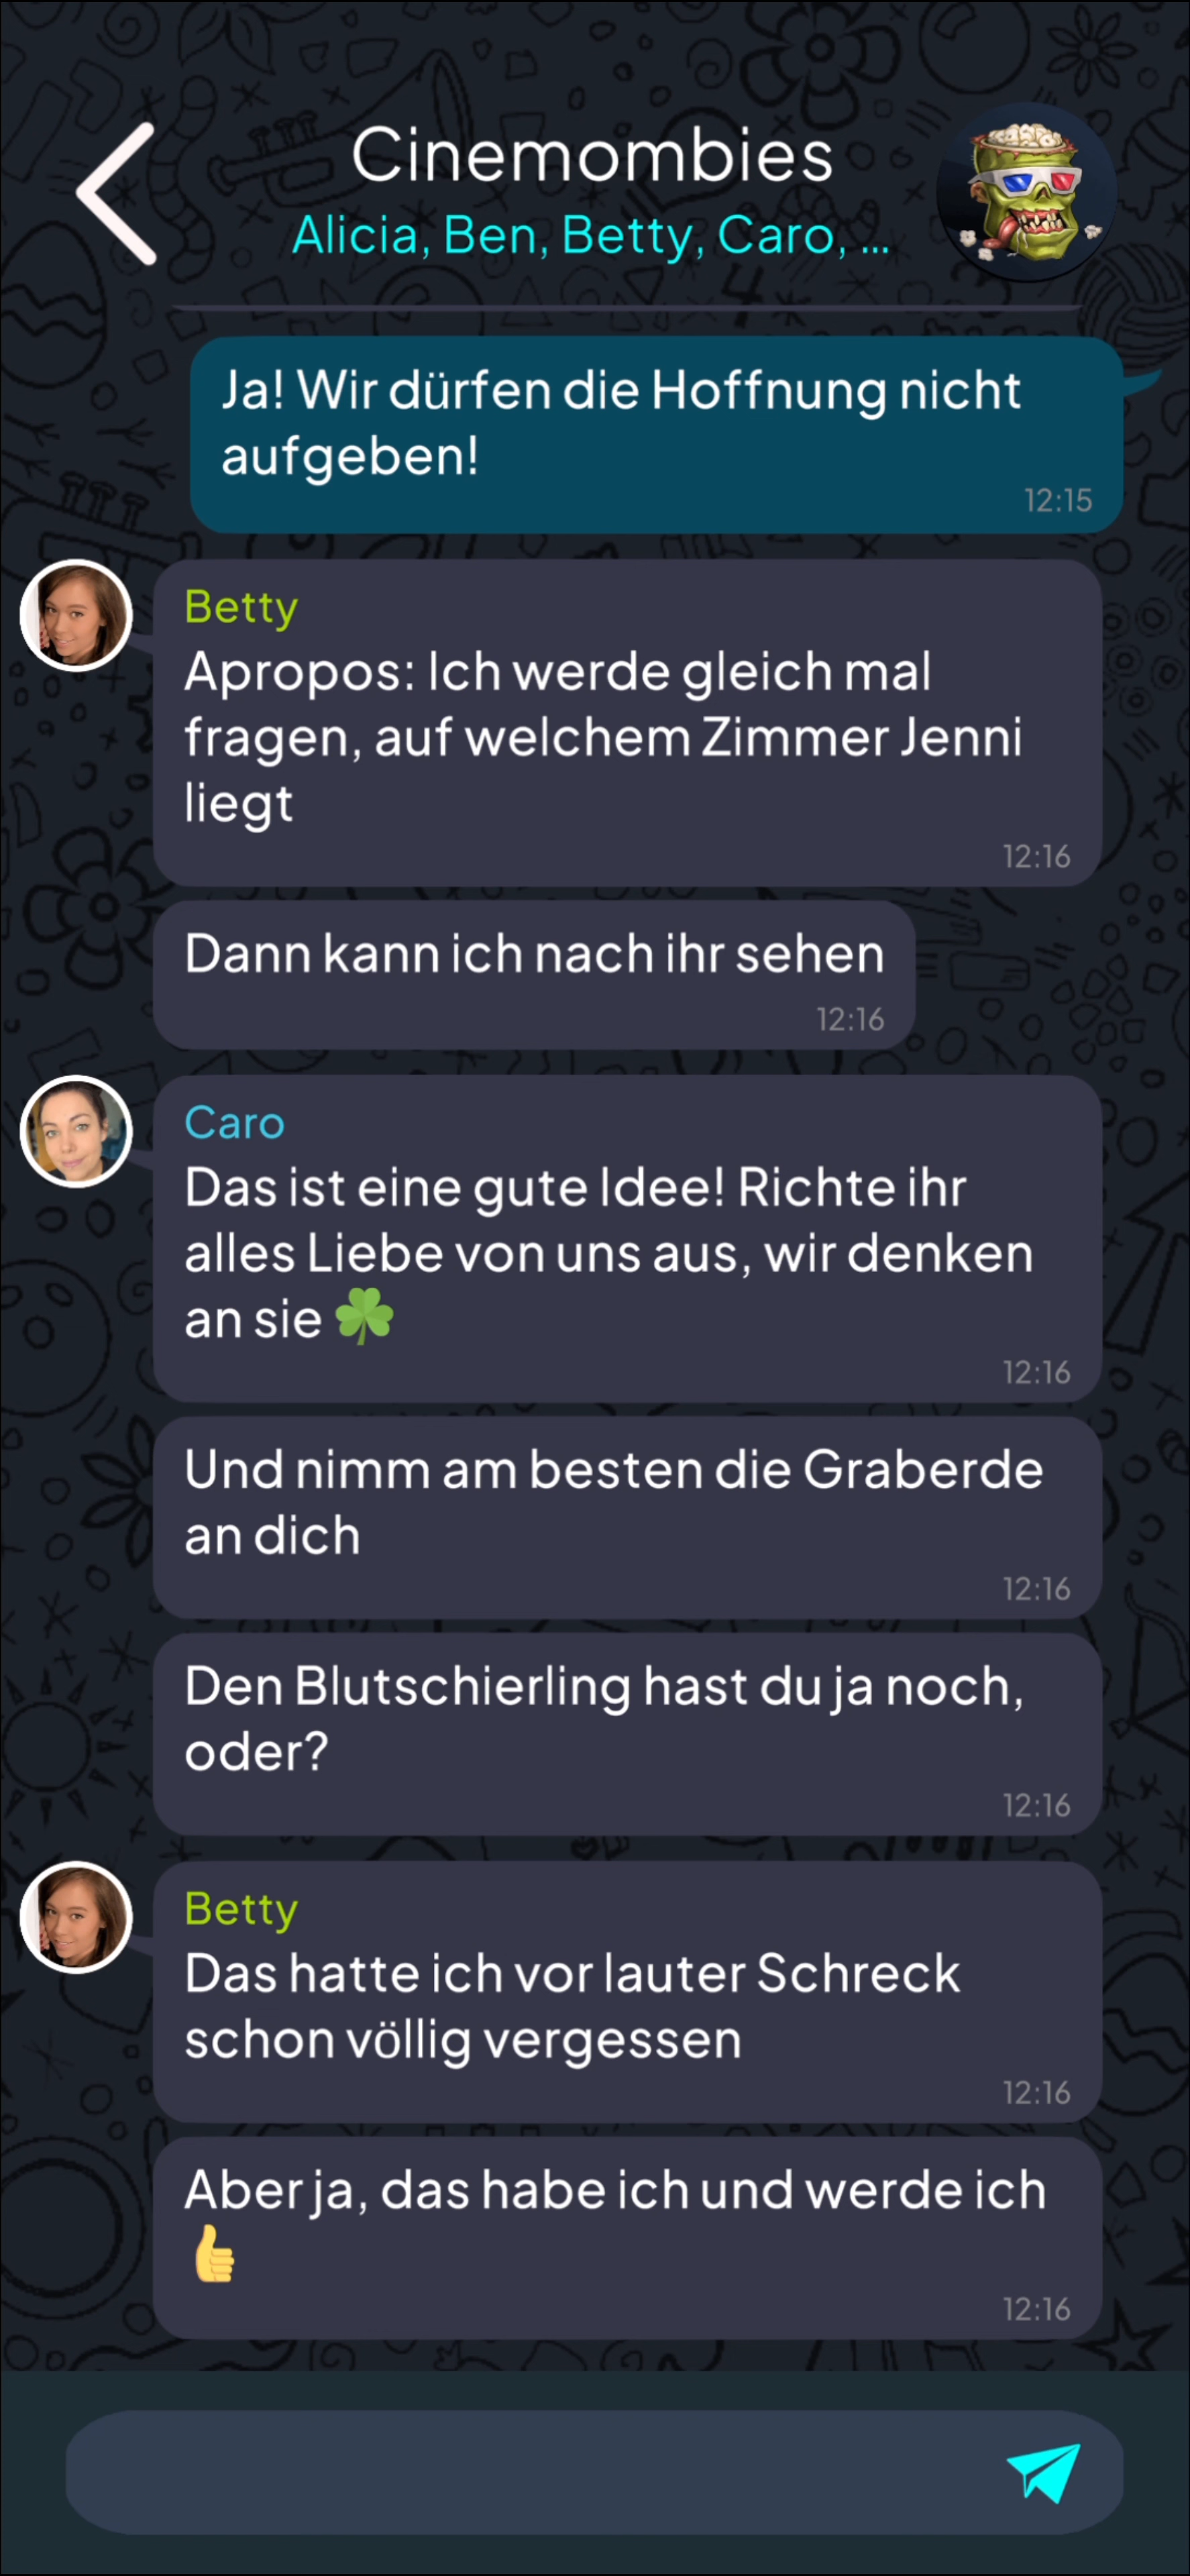 Cinemombies
Alicia, Ben, Betty, Caro, ...
Ja! Wir dürfen die Hoffnung nicht
aufgeben!
12:15
Betty
Apropos: Ich werde gleich mal
fragen, auf welchem Zimmer Jenni
liegt
12:16
Dann kann ich nach ihr sehen
12:16
Caro
Das ist eine gute Idee! Richte ihr
alles Liebe von uns aus, wir denken
an sie ☘️
12:16
Und nimm am besten die Graberde
an dich
12:16
Den Blutschierling hast du ja noch,
oder?
12:16
Betty
Das hatte ich vor lauter Schreck
schon völlig vergessen
12:16
Aber ja, das habe ich und werde ich
👍
12:16